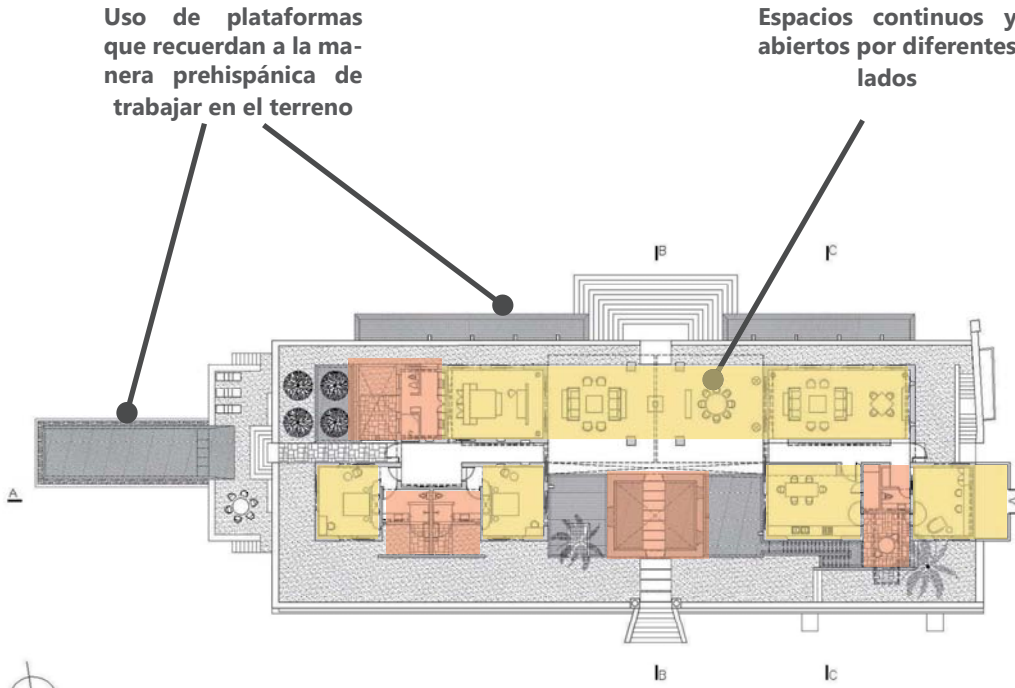 Uso de plataformas
que recuerdan a la ma-
nera prehispánica de
trabajar en el terreno
Espacios continuos y
abiertos por diferentes
lados
B
C
A
A
B
C